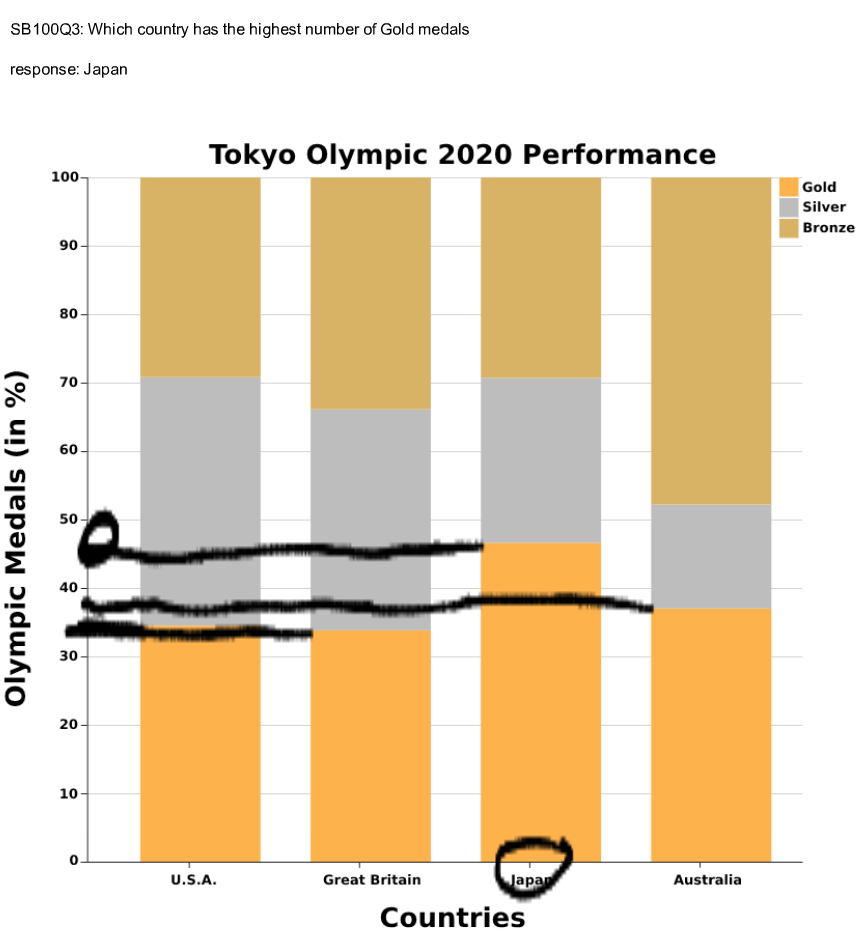 SB100Q3: Which country has the highest number of Gold medals
response: Japan
Tokyo Olympic 2020 Performance
Gold
Silver
Bronze
100
90
80
70
60
50
40
30
20
10
0
Olympic Medals (in %)
U.S.A.
Great Britain
Japan
Australia
Countries